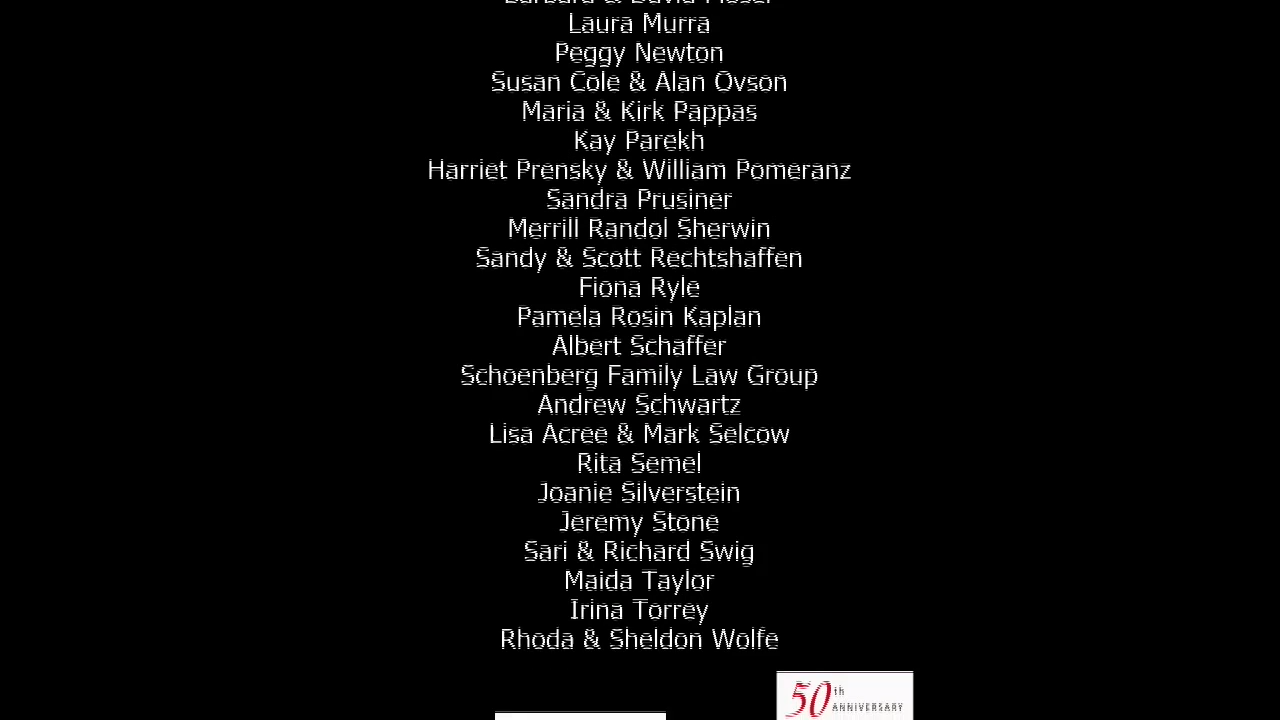 Laura Murra
Peggy Newton
Susan Cole & Alan Ovson
Maria & Kirk Pappas
Kay Parekh
Harriet Prensky & William Pomeranz
Sandra Prusiner
Merrill Randol Sherwin
Sandy & Scott Rechtshaffen
Fiona Ryle
Pamela Rosin Kaplan
Albert Schaffer
Schoenberg Family Law Group
Andrew Schwartz
Lisa Acree & Mark Selcow
Rita Semel
Joanie Silverstein
Jeremy Stone
Sari & Richard Swig
Maida Taylor
Irina Torrey
Rhoda & Sheldon Wolfe
50th
ANNIVERSARY